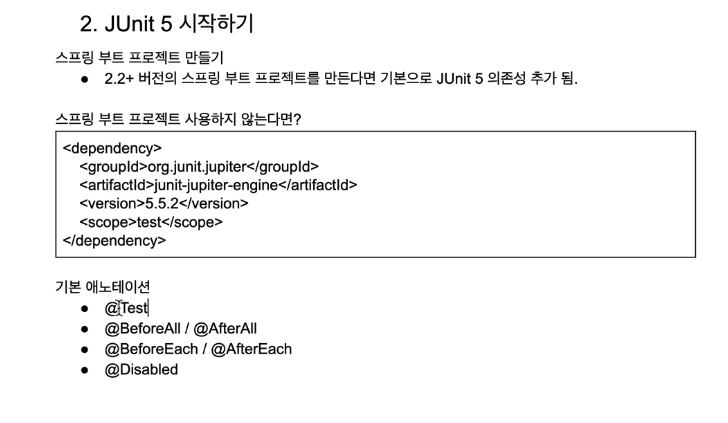 2. JUnit 5 시작하기
스프링 부트 프로젝트 만들기
● 2.2+ 버전의 스프링 부트 프로젝트를 만든다면 기본으로 JUnit 5 의존성 추가 됨.
스프링 부트 프로젝트 사용하지 않는다면?
<dependency>
<groupId>org.junit.jupiter</groupId>
<artifactId>junit-jupiter-engine</artifactId>
<version>5.5.2</version>
<scope>test</scope>
</dependency>
기본 애노테이션
● @Test
● @BeforeAll / @AfterAll
● @BeforeEach / @AfterEach
● @Disabled